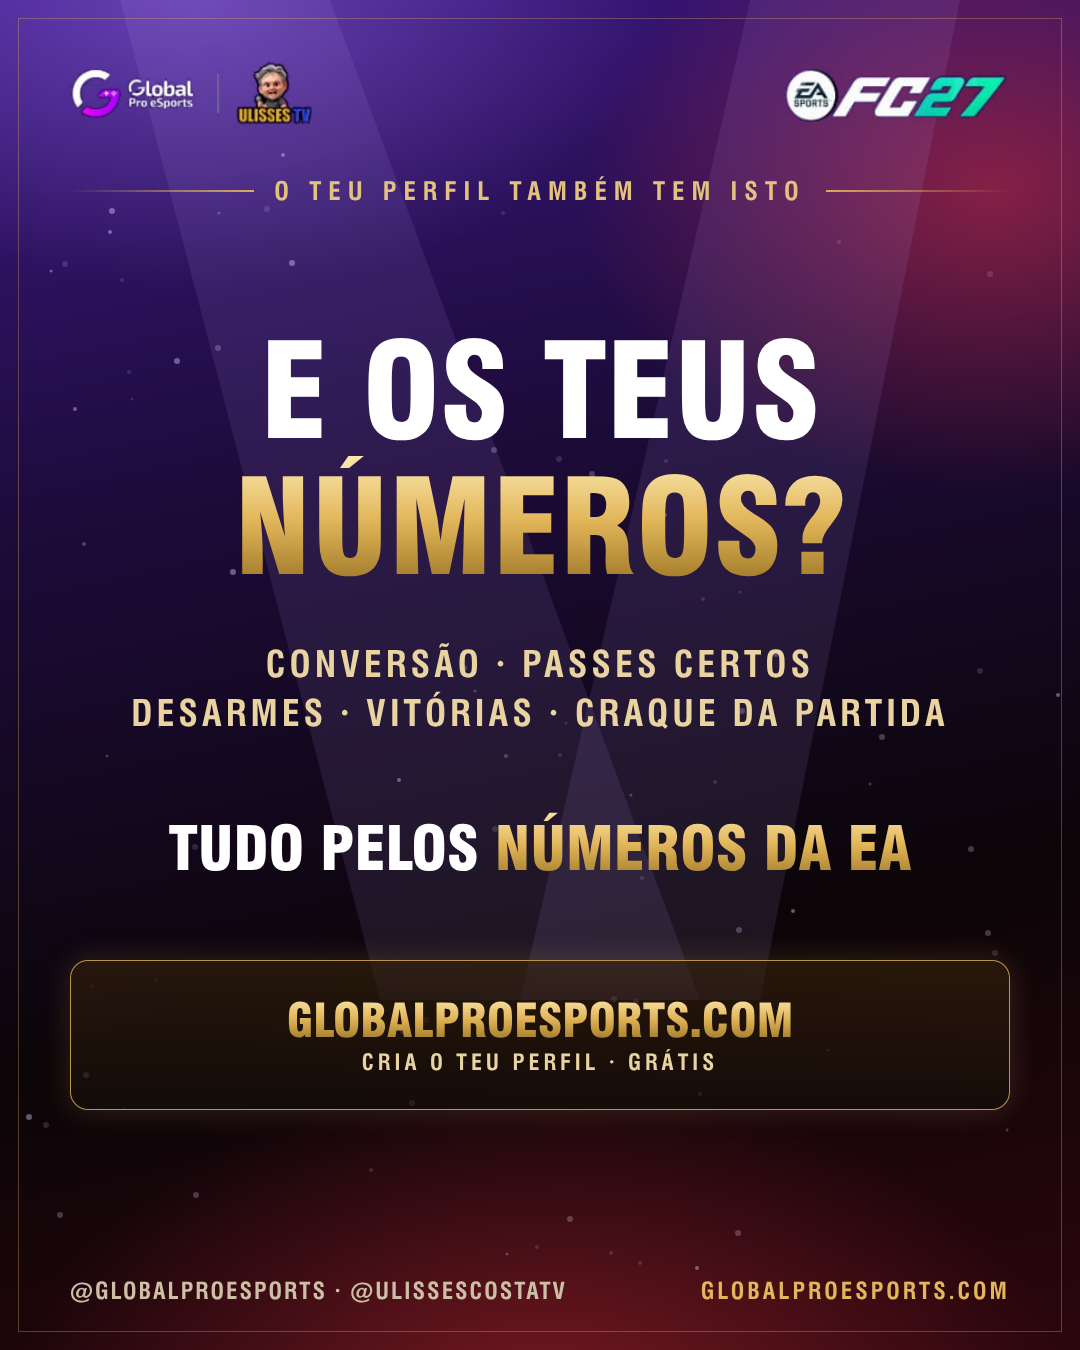 Global
Pro eSports
ULISSES TV
EA
SPORTS
FC27
O TEU PERFIL TAMBÉM TEM ISTO
E OS TEUS
NÚMEROS?
CONVERSÃO · PASSES CERTOS
DESARMES · VITÓRIAS · CRAQUE DA PARTIDA
TUDO PELOS NÚMEROS DA EA
GLOBALPROESPORTS.COM
CRIA O TEU PERFIL · GRÁTIS
@GLOBALPROESPORTS · @ULISSESCOSTATV
GLOBALPROESPORTS.COM